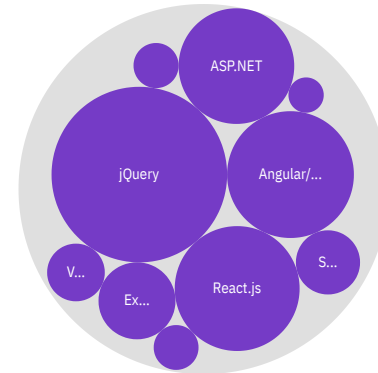 ASP.NET
jQuery
Angular/...
V...
S...
Ex...
React.js